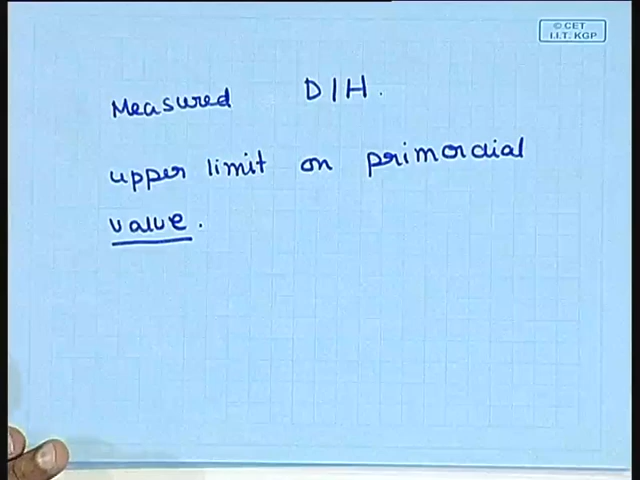 © CET
I.I.T. KGP
Measured D/H.
upper limit on primordial
value.